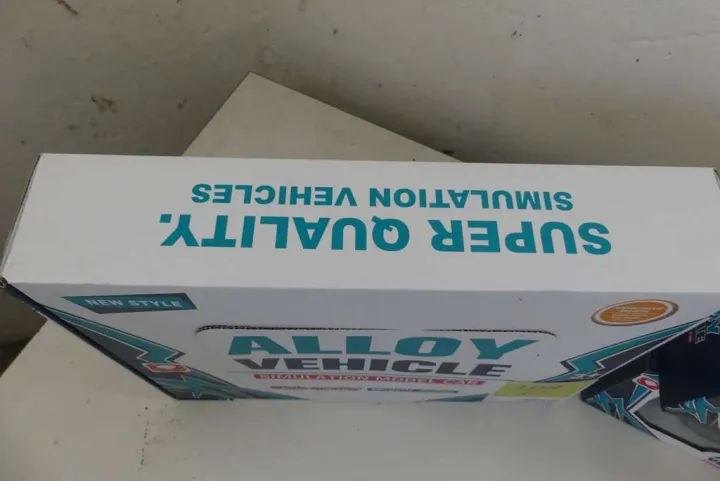 SUPER QUALITY.
SIMULATION VEHICLES
NEW STYLE
ALLOY
VEHICLE
SIMULATION MODEL CAR